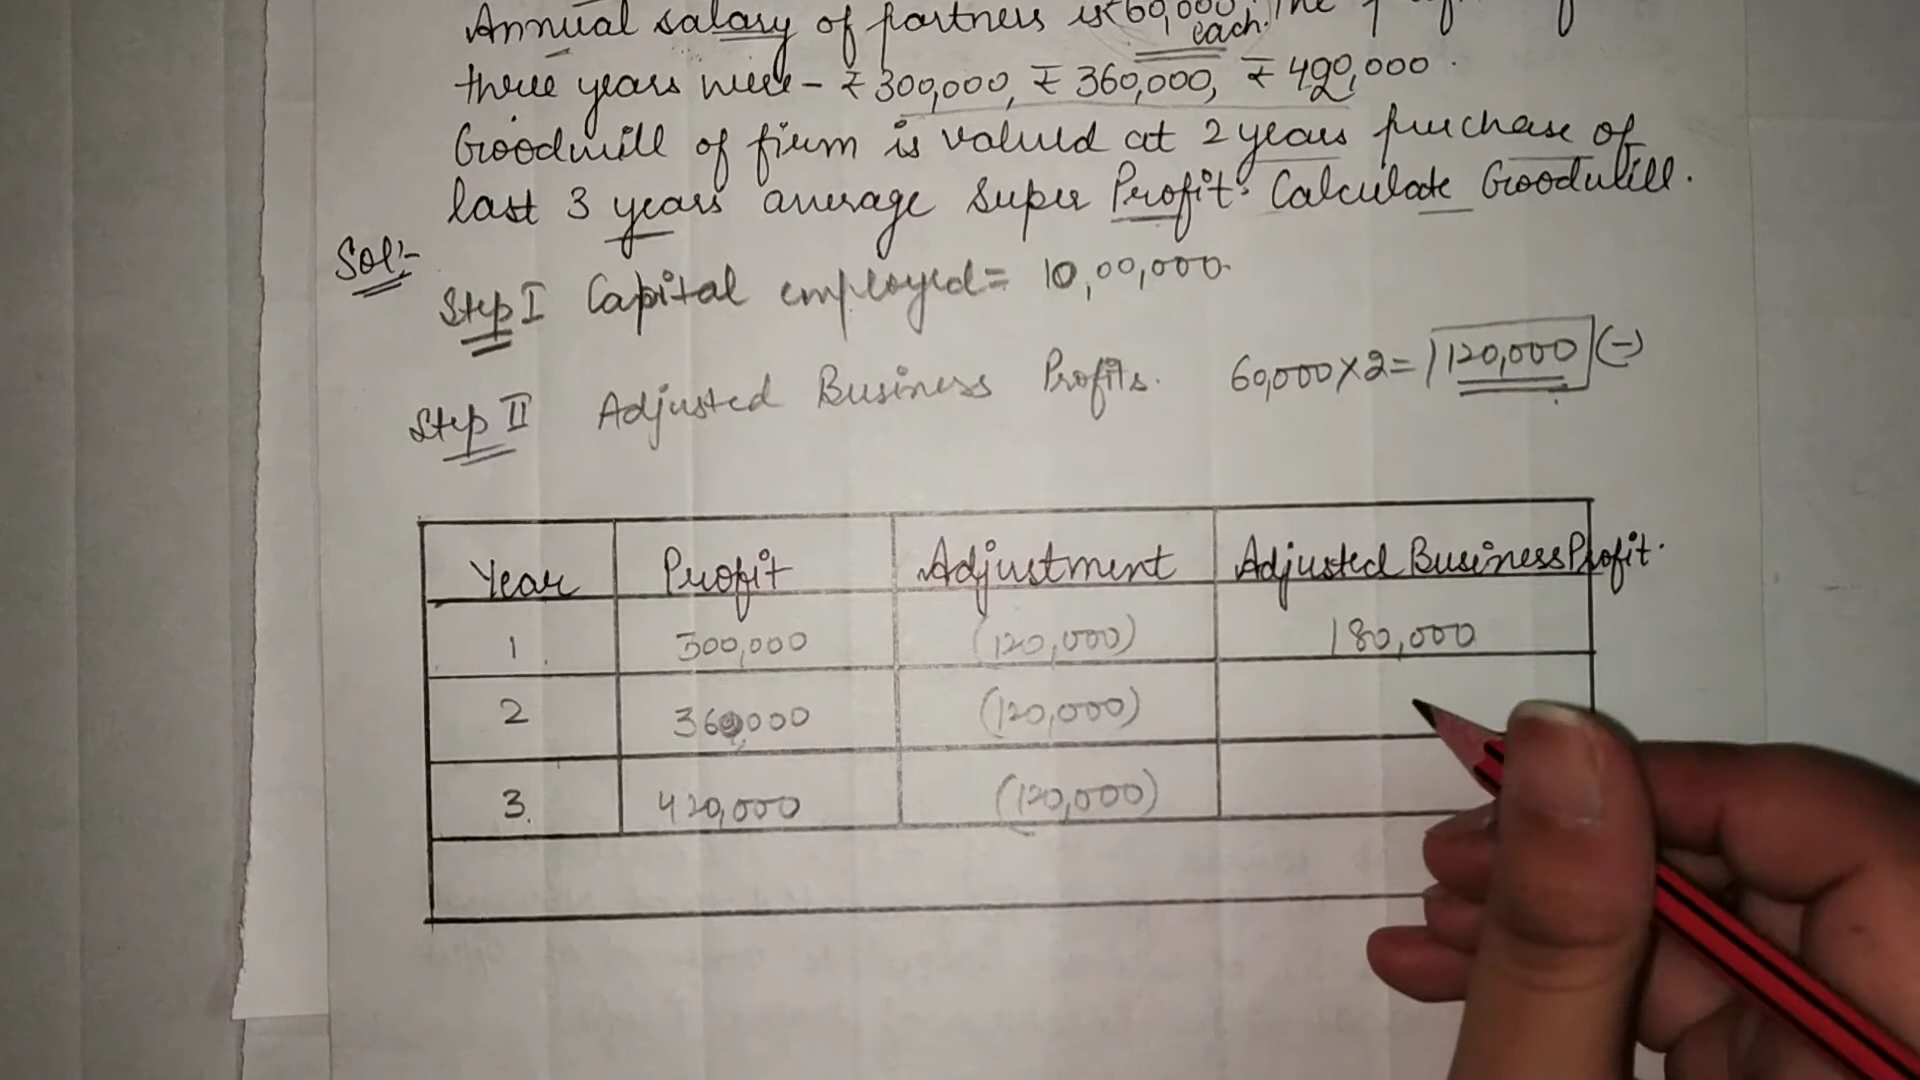 Annual salary of partners is ₹60,000 each. The
three years were - ₹300,000, ₹360,000, ₹420,000.
Goodwill of firm is valued at 2 years purchase of
last 3 years average super Profit. Calculate Goodwill.
Sol:-
Step I Capital employed = 10,00,000.
Step II Adjusted Business Profits. 60,000×2= 120,000 (-)
Year Profit Adjustment Adjusted Business Profit.
1. 300,000 (120,000) 180,000
2 360,000 (120,000)
3. 420,000 (120,000)